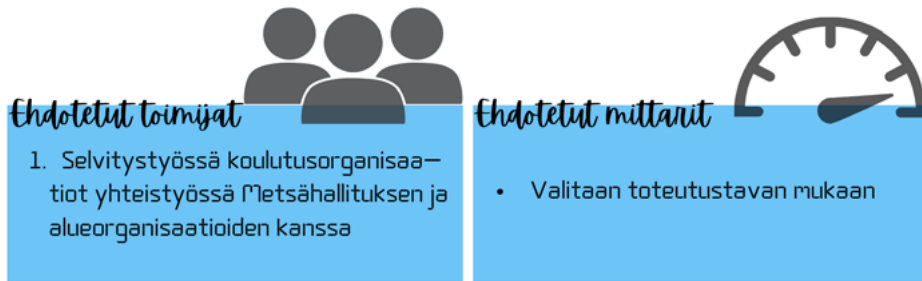 Ehdotetut toimijat
1. Selvitystyössä koulutusorganisaa–
tiot yhteistyössä Metsähallituksen ja
alueorganisaatioiden kanssa
Ehdotetut mittarit
• Valitaan toteutustavan mukaan